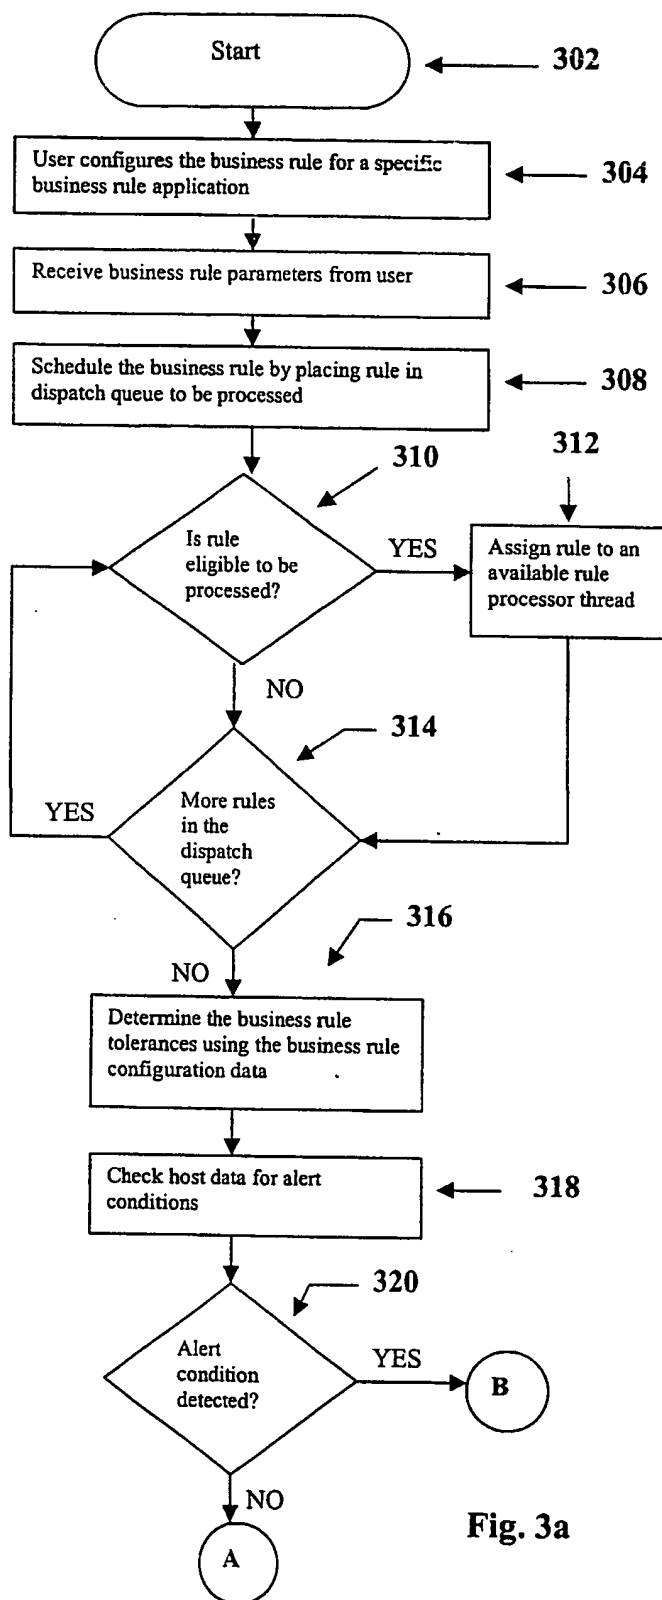 Start
302
User configures the business rule for a specific
business rule application
304
Receive business rule parameters from user
306
Schedule the business rule by placing rule in
dispatch queue to be processed
308
310
312
Is rule
eligible to be
processed?
YES
Assign rule to an
available rule
processor thread
NO
314
More rules
in the
dispatch
queue?
YES
316
NO
Determine the business rule
tolerances using the business rule
configuration data
Check host data for alert
conditions
318
320
Alert
condition
detected?
YES
B
NO
A
Fig. 3a